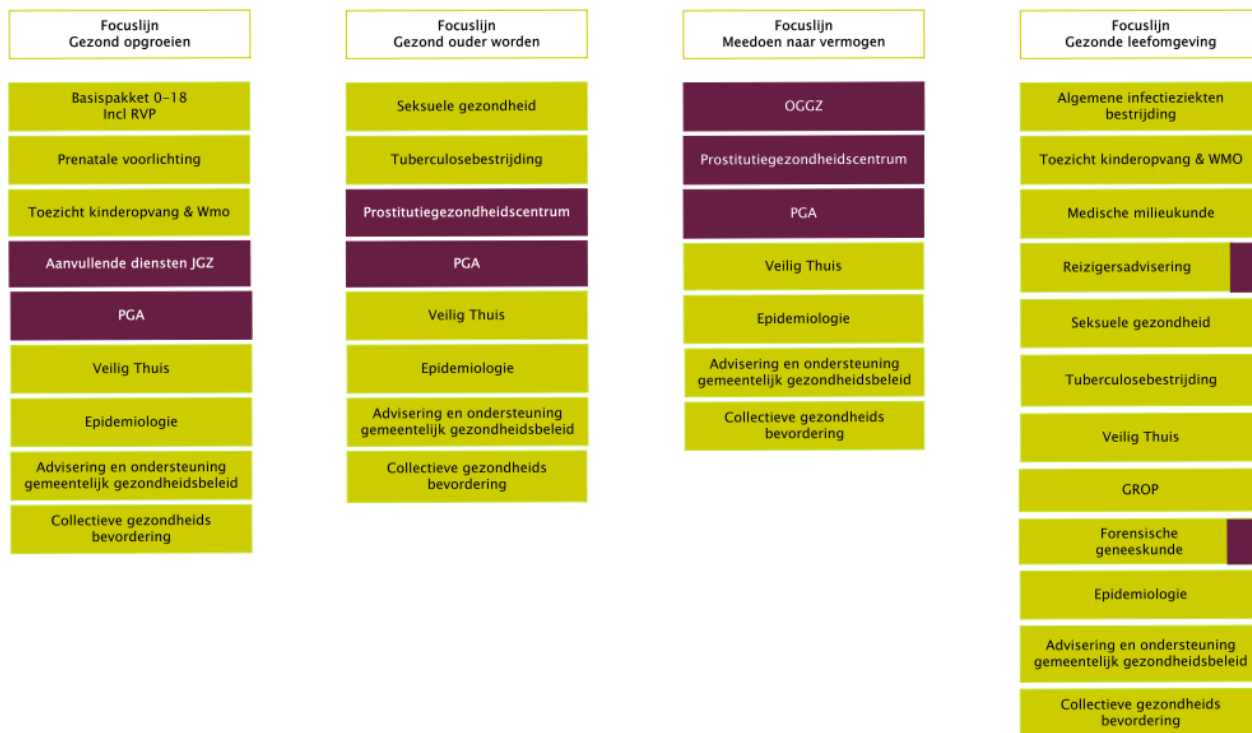 Focuslijn
Gezond opgroeien
Basispakket 0-18
Incl RVP
Prenatale voorlichting
Toezicht kinderopvang & Wmo
Aanvullende diensten JGZ
PGA
Veilig Thuis
Epidemiologie
Advisering en ondersteuning
gemeentelijk gezondheidsbeleid
Collectieve gezondheids
bevordering
Focuslijn
Gezond ouder worden
Seksuele gezondheid
Tuberculosebestrijding
Prostitutiegezondheidscentrum
PGA
Veilig Thuis
Epidemiologie
Advisering en ondersteuning
gemeentelijk gezondheidsbeleid
Collectieve gezondheids
bevordering
Focuslijn
Meedoen naar vermogen
OGGZ
Prostitutiegezondheidscentrum
PGA
Veilig Thuis
Epidemiologie
Advisering en ondersteuning
gemeentelijk gezondheidsbeleid
Collectieve gezondheids
bevordering
Focuslijn
Gezonde leefomgeving
Algemene infectieziekten
bestrijding
Toezicht kinderopvang & WMO
Medische milieukunde
Reizigersadvisering
Seksuele gezondheid
Tuberculosebestrijding
Veilig Thuis
GROP
Forensische
geneeskunde
Epidemiologie
Advisering en ondersteuning
gemeentelijk gezondheidsbeleid
Collectieve gezondheids
bevordering